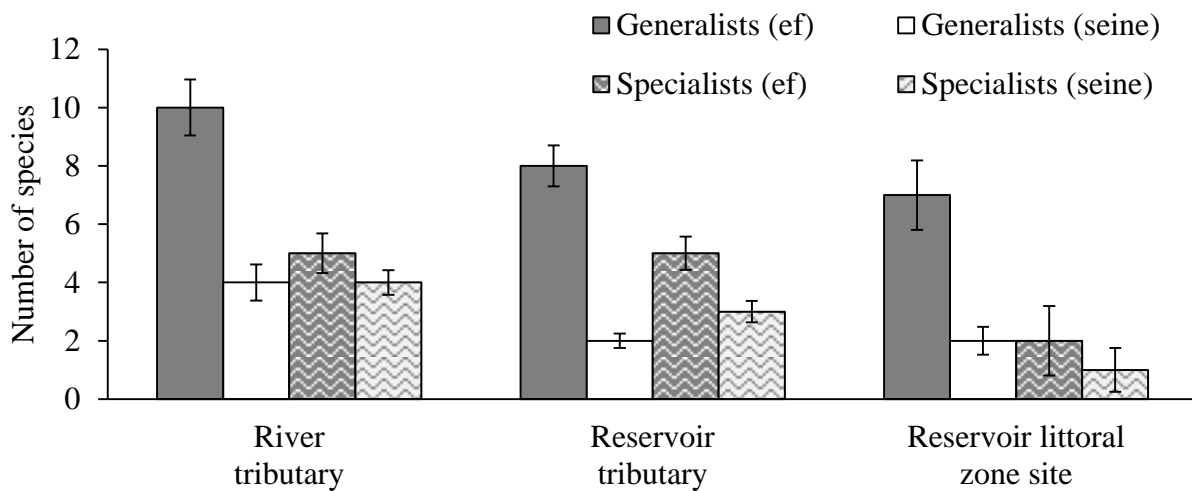 Generalists (ef) Generalists (seine)
Specialists (ef) Specialists (seine)
Number of species
12
10
8
6
4
2
0
River tributary
Reservoir tributary
Reservoir littoral zone site